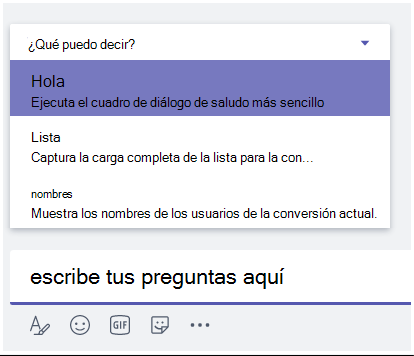 ¿Qué puedo decir?
Hola
Ejecuta el cuadro de diálogo de saludo más sencillo
Lista
Captura la carga completa de la lista para la con...
nombres
Muestra los nombres de los usuarios de la conversión actual.
escribe tus preguntas aquí
GIF